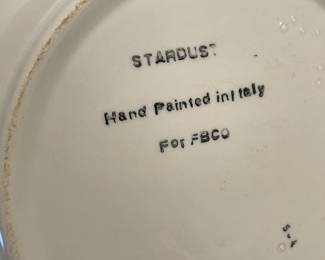 STARDUST
Hand Painted in Italy
For FBCO
S-F